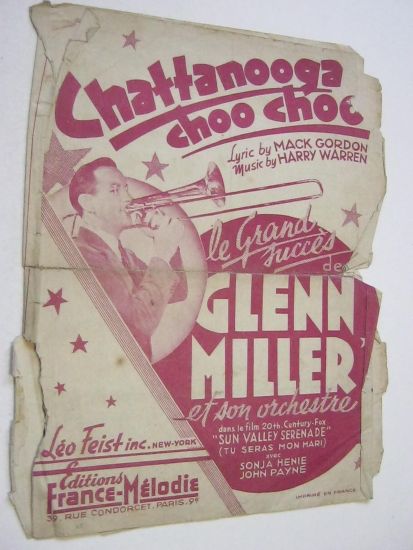 Chattanooga
choo choo
Lyric by MACK GORDON
Music by HARRY WARREN
le Grand
succès
de
GLENN
MILLER
et son orchestre
dans le film 20th. Century-Fox
"SUN VALLEY SERENADE"
(TU SERAS MON MARI)
avec
SONJA HENIE
JOHN PAYNE
Léo Feist inc. NEW-YORK
Éditions
France-Mélodie
39, RUE CONDORCET. PARIS. 9e
IMPRIMÉ EN FRANCE